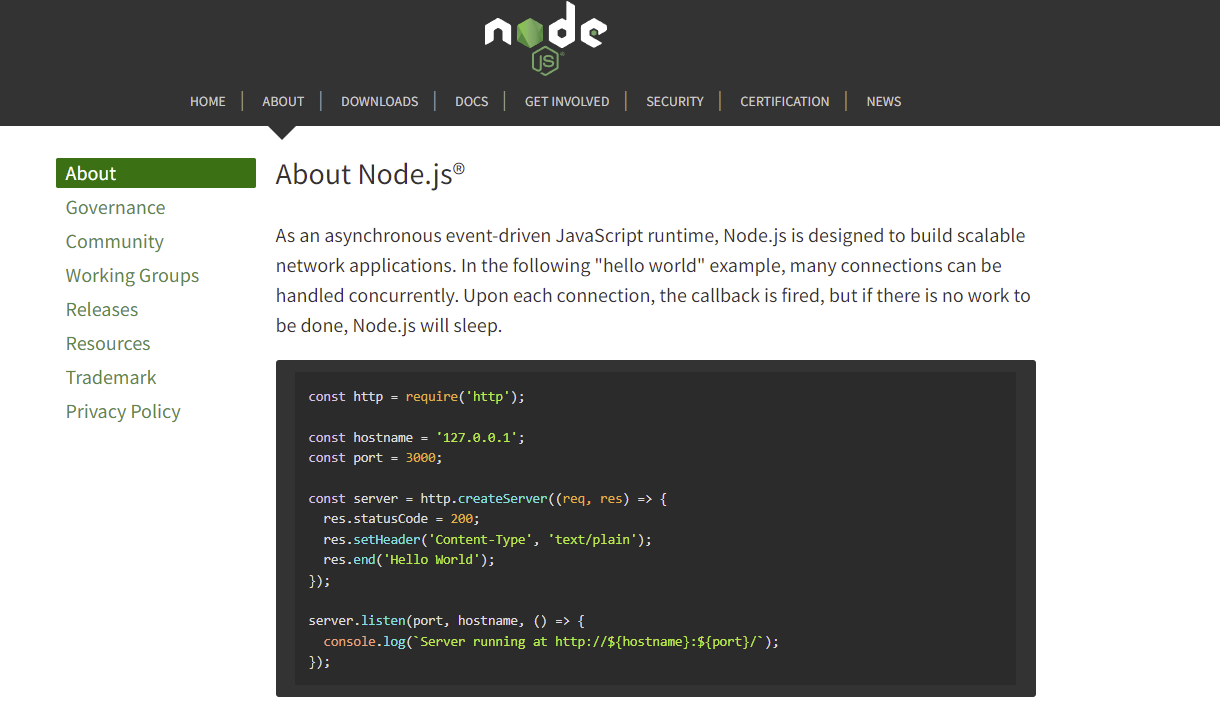 node
JS
HOME | ABOUT | DOWNLOADS | DOCS | GET INVOLVED | SECURITY | CERTIFICATION | NEWS
About
Governance
Community
Working Groups
Releases
Resources
Trademark
Privacy Policy
About Node.js®
As an asynchronous event-driven JavaScript runtime, Node.js is designed to build scalable
network applications. In the following "hello world" example, many connections can be
handled concurrently. Upon each connection, the callback is fired, but if there is no work to
be done, Node.js will sleep.
const http = require('http');
const hostname = '127.0.0.1';
const port = 3000;
const server = http.createServer((req, res) => {
  res.statusCode = 200;
  res.setHeader('Content-Type', 'text/plain');
  res.end('Hello World');
});
server.listen(port, hostname, () => {
  console.log(`Server running at http://${hostname}:${port}/`);
});